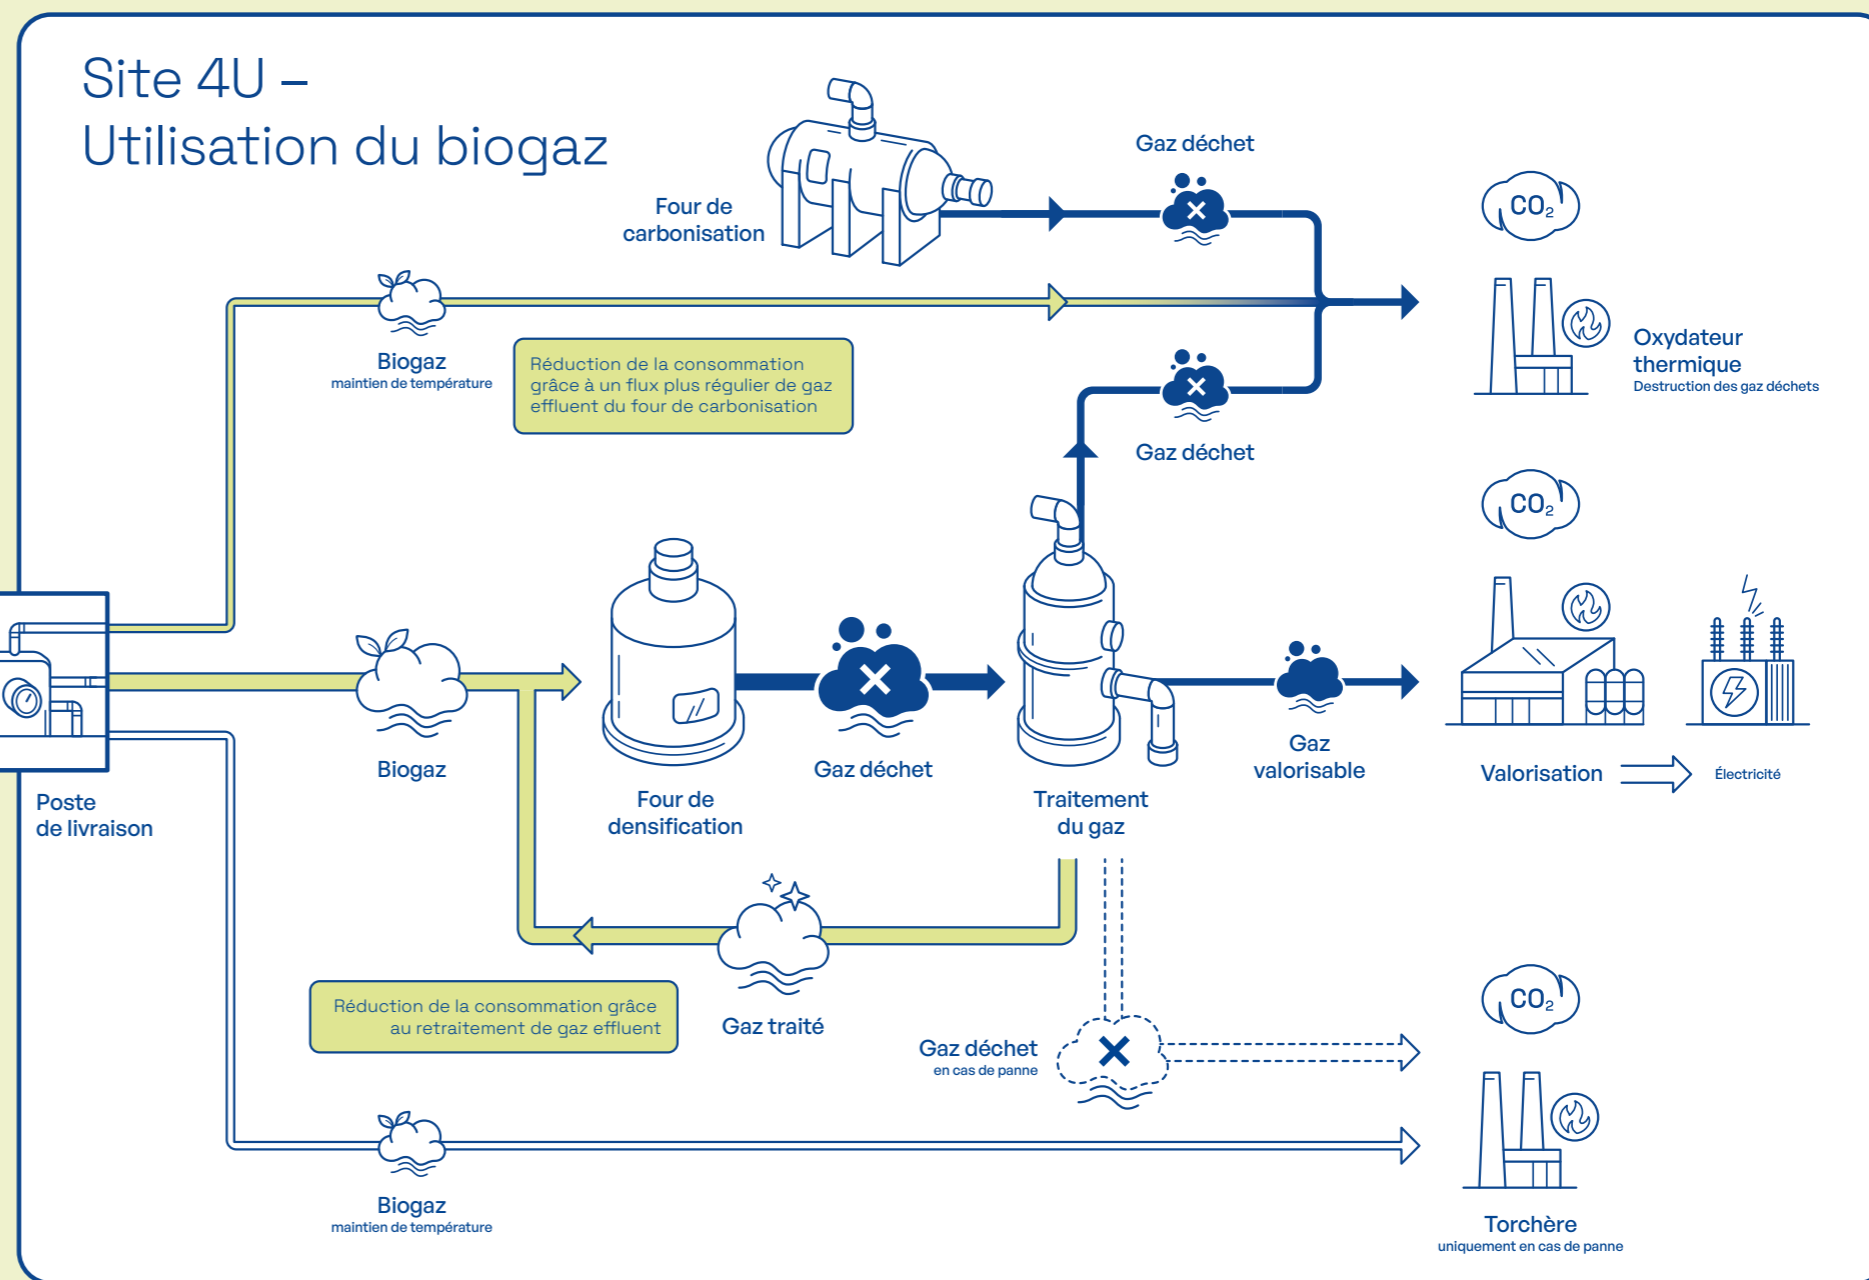 Site 4U –
Utilisation du biogaz
Gaz déchet
Four de
carbonisation
CO₂
Biogaz
maintien de température
Réduction de la consommation
grâce à un flux plus régulier de gaz
effluent du four de carbonisation
Oxydateur
thermique
Destruction des gaz déchets
Gaz déchet
CO₂
Poste
de livraison
Biogaz
Four de
densification
Gaz déchet
Traitement
du gaz
Gaz
valorisable
Valorisation
Électricité
Réduction de la consommation grâce
au retraitement de gaz effluent
Gaz traité
Gaz déchet
en cas de panne
CO₂
Biogaz
maintien de température
Torchère
uniquement en cas de panne